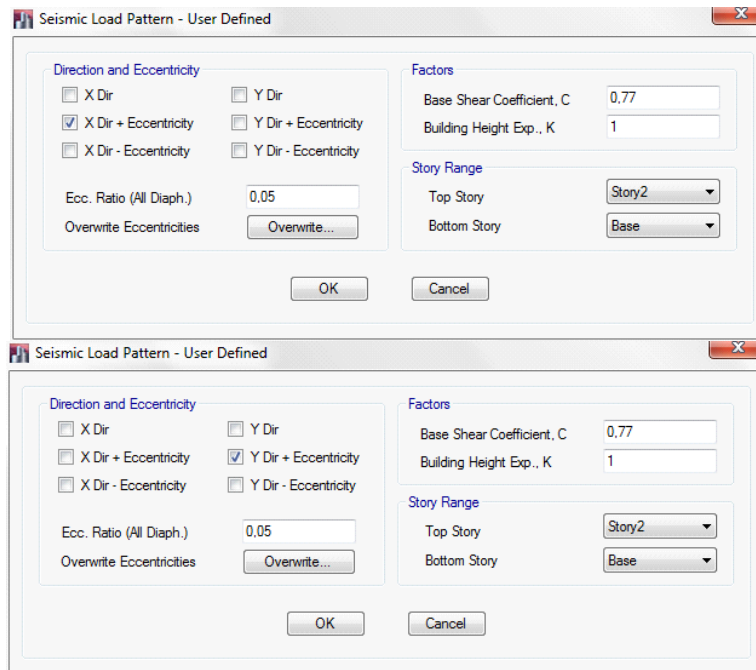 Seismic Load Pattern - User Defined
Direction and Eccentricity
X Dir
Y Dir
X Dir + Eccentricity
Y Dir + Eccentricity
X Dir - Eccentricity
Y Dir - Eccentricity
Ecc. Ratio (All Diaph.)
0,05
Overwrite Eccentricities
Overwrite...
Factors
Base Shear Coefficient, C
0,77
Building Height Exp., K
1
Story Range
Top Story
Story2
Bottom Story
Base
OK
Cancel
Seismic Load Pattern - User Defined
Direction and Eccentricity
X Dir
Y Dir
X Dir + Eccentricity
Y Dir + Eccentricity
X Dir - Eccentricity
Y Dir - Eccentricity
Ecc. Ratio (All Diaph.)
0,05
Overwrite Eccentricities
Overwrite...
Factors
Base Shear Coefficient, C
0,77
Building Height Exp., K
1
Story Range
Top Story
Story2
Bottom Story
Base
OK
Cancel